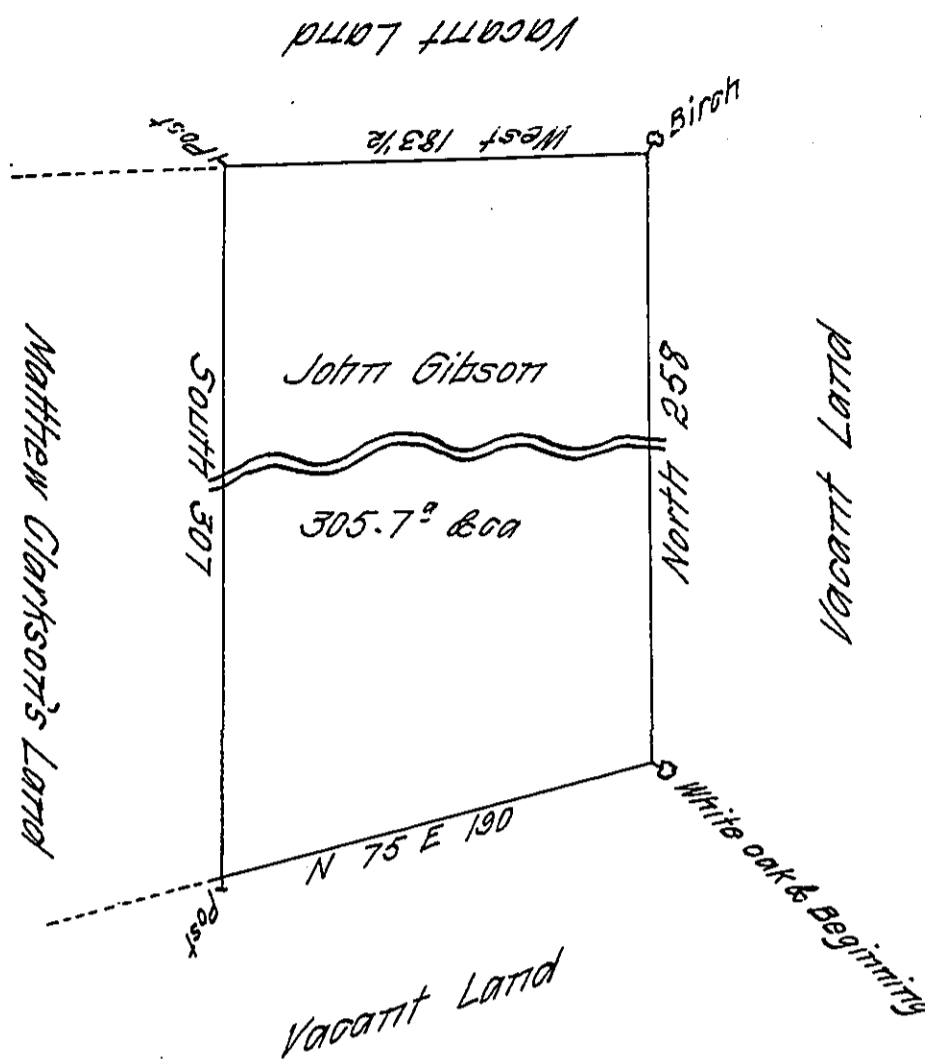 Vacant Land
Post
West 183½
Birch
Matthew Clarkson's Land
South 307
John Gibson
North 258
Vacant Land
305.7ª &ca
N 75 E 190
White oak & Beginning
Post
Vacant Land